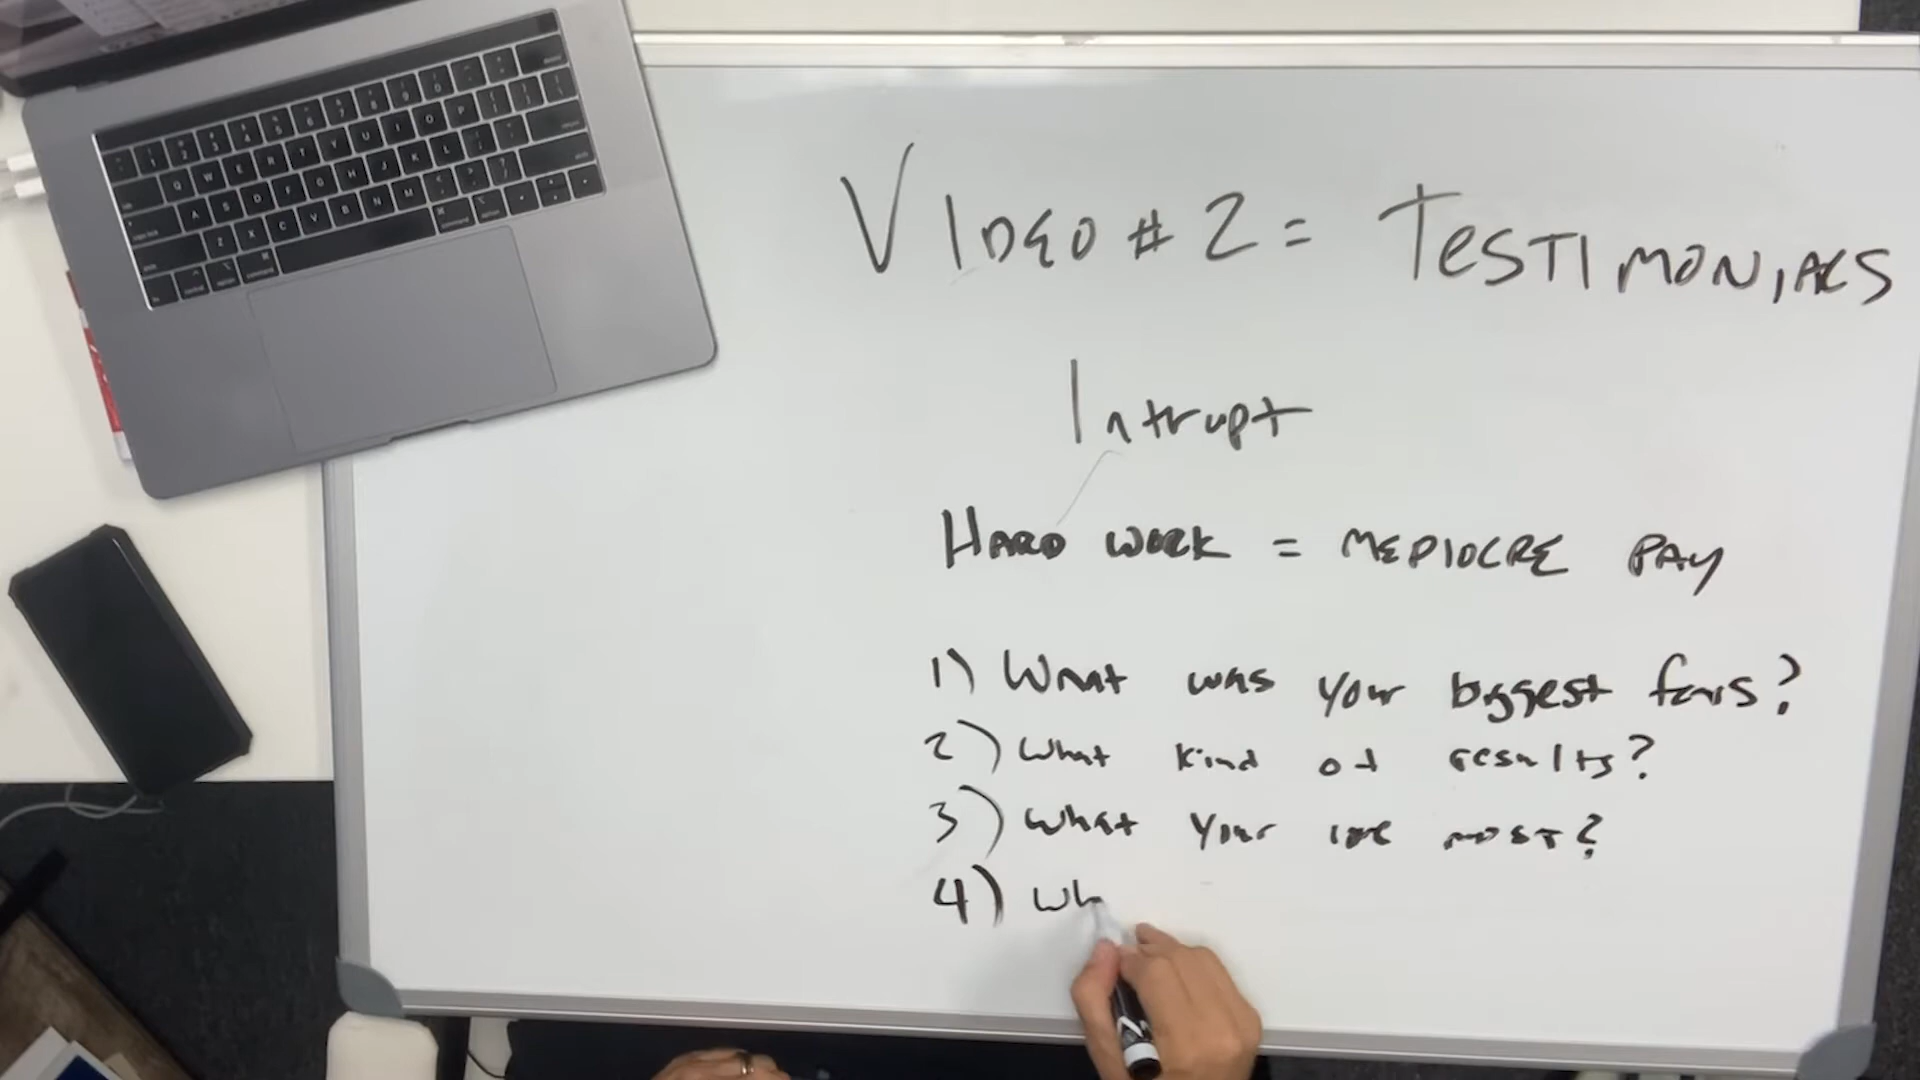 VIDEO #2 = TESTIMONIALS
Intrupt
HARD WORK = MEDIOCRE PAY
1) What was your biggest fears?
2) what kind of results?
3) what your most?
4) wh